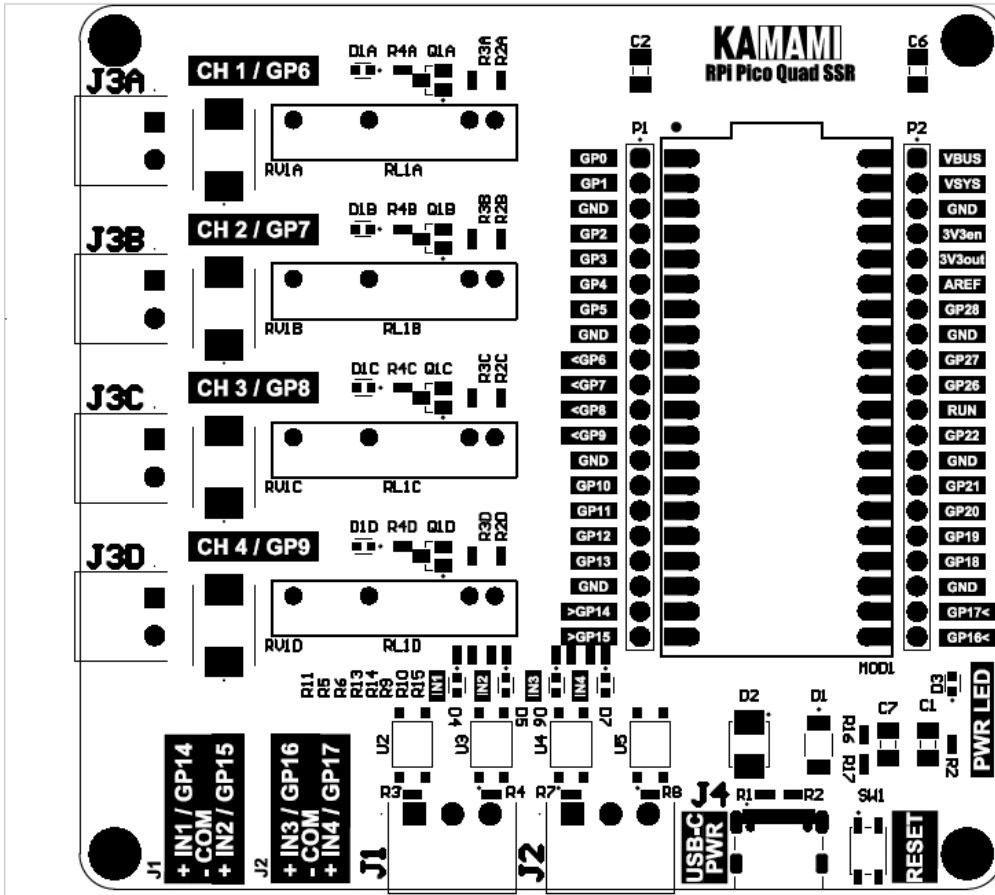 KAMAMI
RPi Pico Quad SSR
C2
C6
J3A
CH 1 / GP6
D1A
R4A
Q1A
R3A
R2A
RV1A
RL1A
J3B
CH 2 / GP7
D1B
R4B
Q1B
R3B
R2B
RV1B
RL1B
J3C
CH 3 / GP8
D1C
R4C
Q1C
R3C
R2C
RV1C
RL1C
J3D
CH 4 / GP9
D1D
R4D
Q1D
R3D
R2D
RV1D
RL1D
P1
GP0
GP1
GND
GP2
GP3
GP4
GP5
GND
<GP6
<GP7
<GP8
<GP9
GND
GP10
GP11
GP12
GP13
GND
>GP14
>GP15
P2
VBUS
VSYS
GND
3V3en
3V3out
AREF
GP28
GND
GP27
GP26
RUN
GP22
GND
GP21
GP20
GP19
GP18
GND
GP17<
GP16<
MOD1
R11
R5
R6
R13
R14
R9
R10
R15
IN1
IN2
IN3
IN4
D4
D5
D6
D7
U2
U3
U4
U5
R3
R4
R7
R8
D2
D1
R16
R17
C7
C1
D3
R2
PWR LED
J1
+ IN1 / GP14
- COM
+ IN2 / GP15
J2
+ IN3 / GP16
- COM
+ IN4 / GP17
J1
J2
J4
R1
R2
USB-C
PWR
SW1
RESET